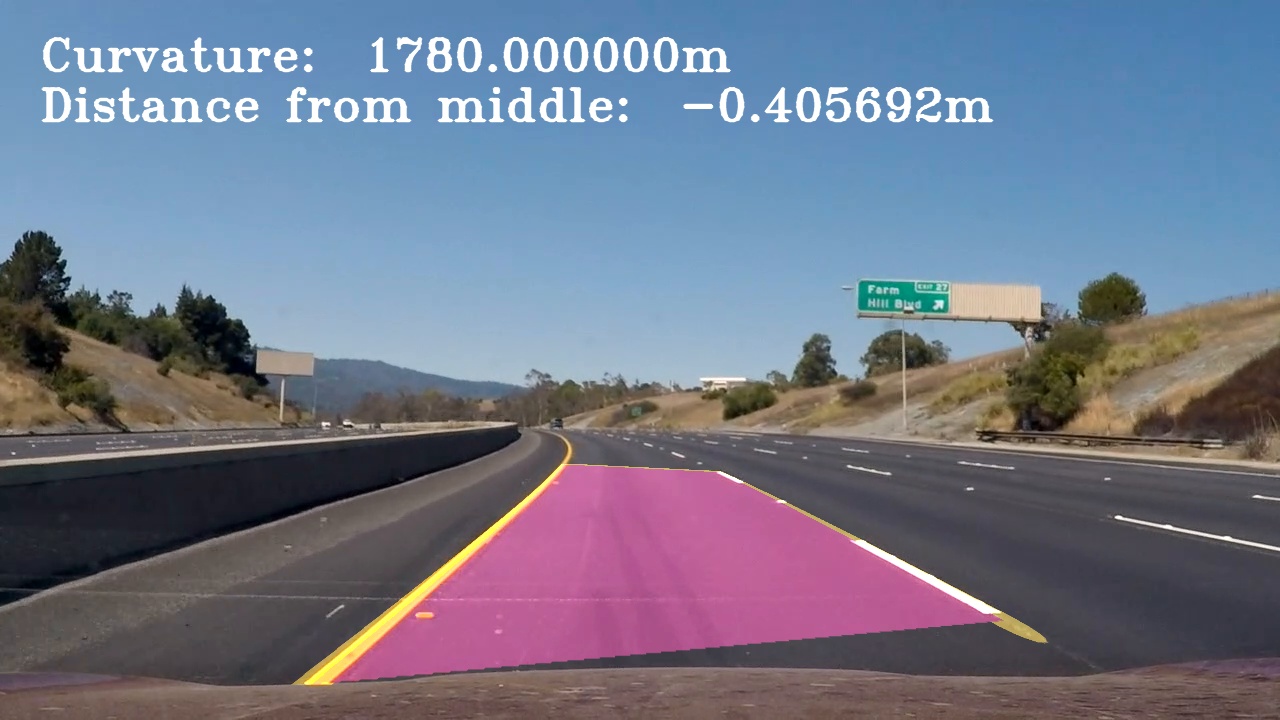 Curvature: 1780.000000m
Distance from middle: -0.405692m
EXIT 27
Farm
Hill Blvd